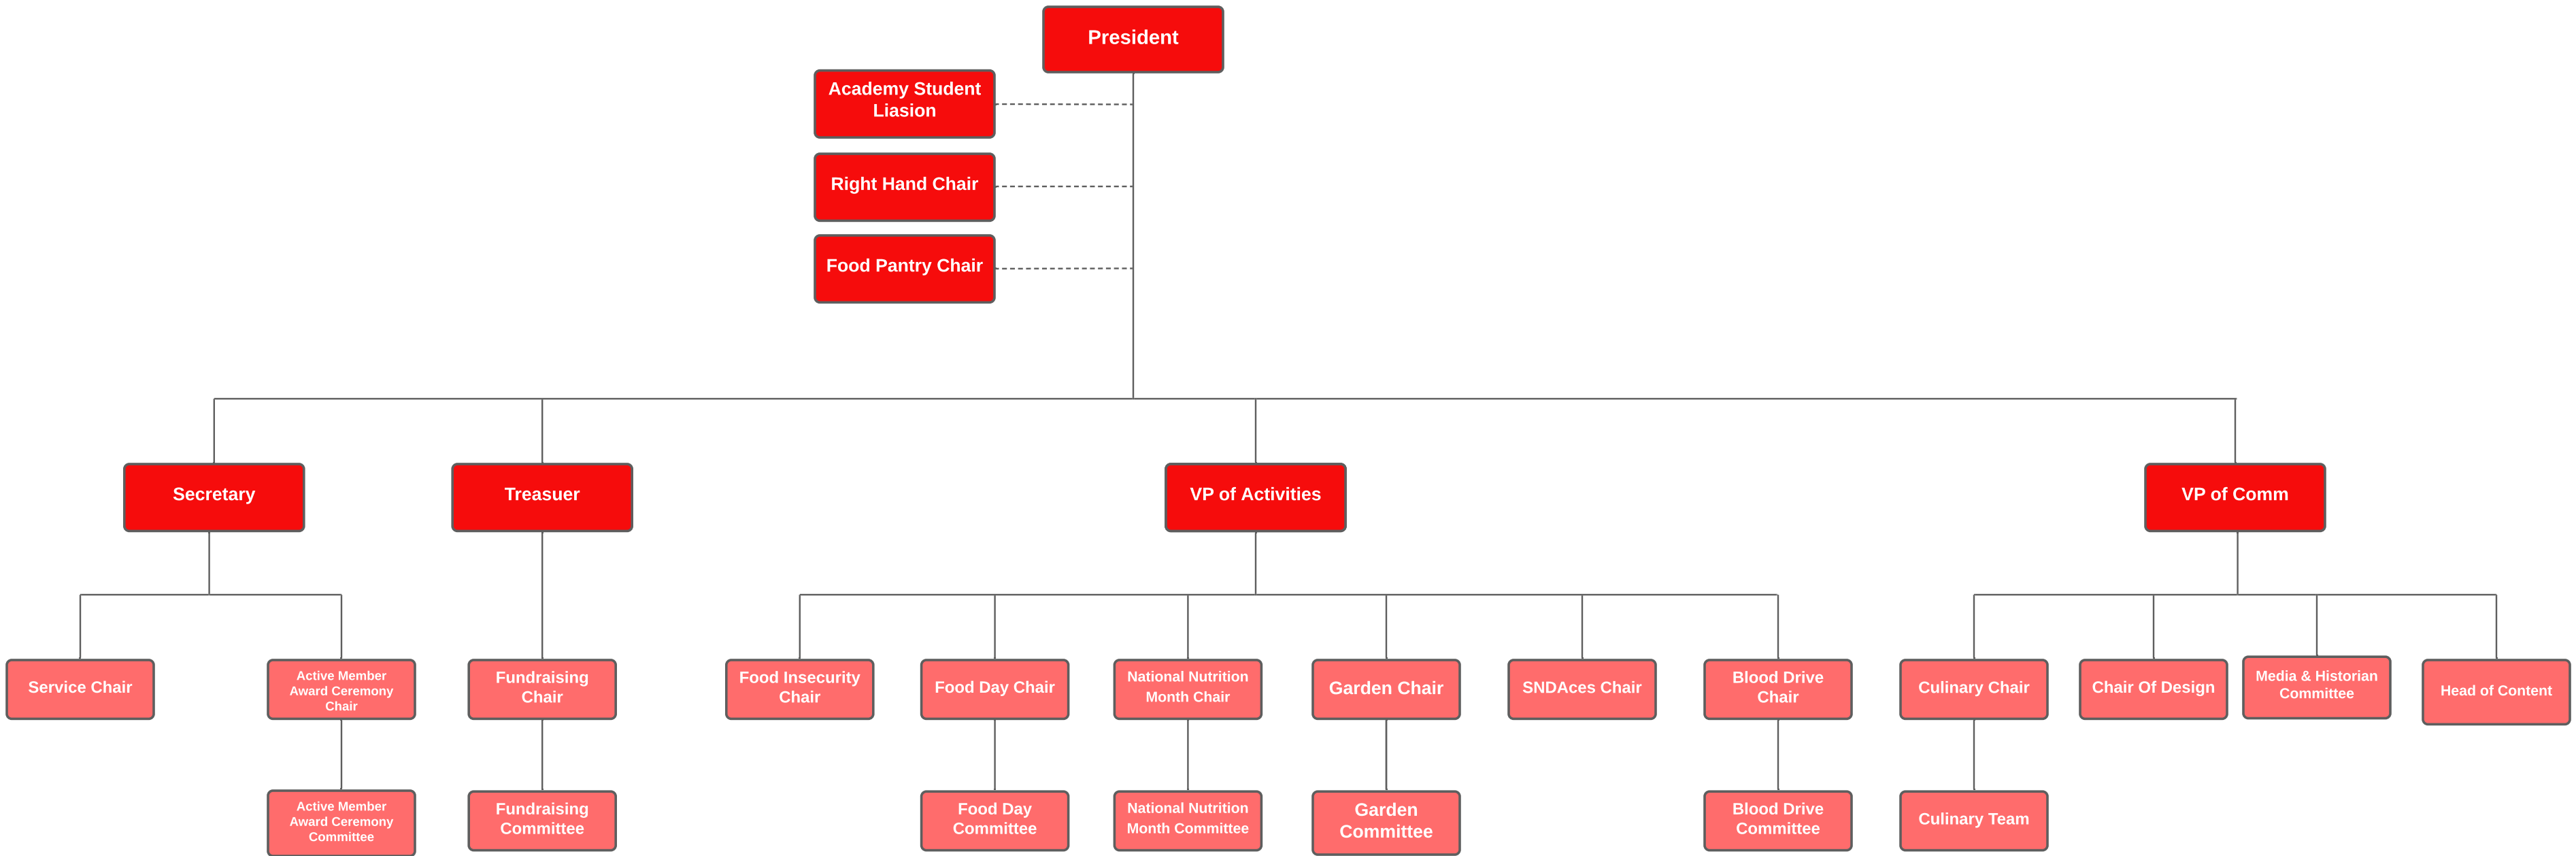 President
Academy Student
Liasion
Right Hand Chair
Food Pantry Chair
Secretary
Treasuer
VP of Activities
VP of Comm
Service Chair
Active Member
Award Ceremony
Chair
Fundraising
Chair
Food Insecurity
Chair
Food Day Chair
National Nutrition
Month Chair
Garden Chair
SNDAces Chair
Blood Drive
Chair
Culinary Chair
Chair Of Design
Media & Historian
Committee
Head of Content
Active Member
Award Ceremony
Committee
Fundraising
Committee
Food Day
Committee
National Nutrition
Month Committee
Garden
Committee
Blood Drive
Committee
Culinary Team